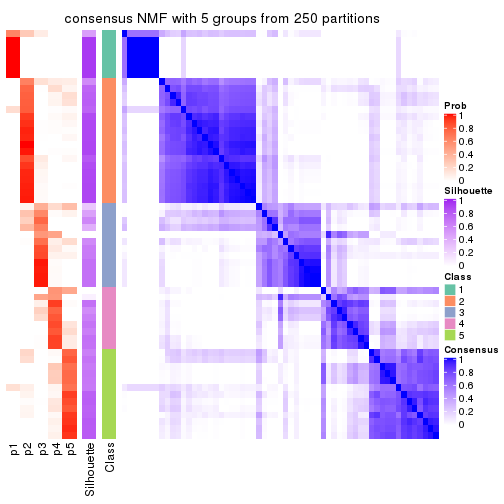 consensus NMF with 5 groups from 250 partitions
Prob
1
0.8
0.6
0.4
0.2
0
Silhouette
1
0.8
0.6
0.4
0.2
0
Class
1
2
3
4
5
Consensus
1
0.8
0.6
0.4
0.2
0
p1
p2
p3
p4
p5
Silhouette
Class